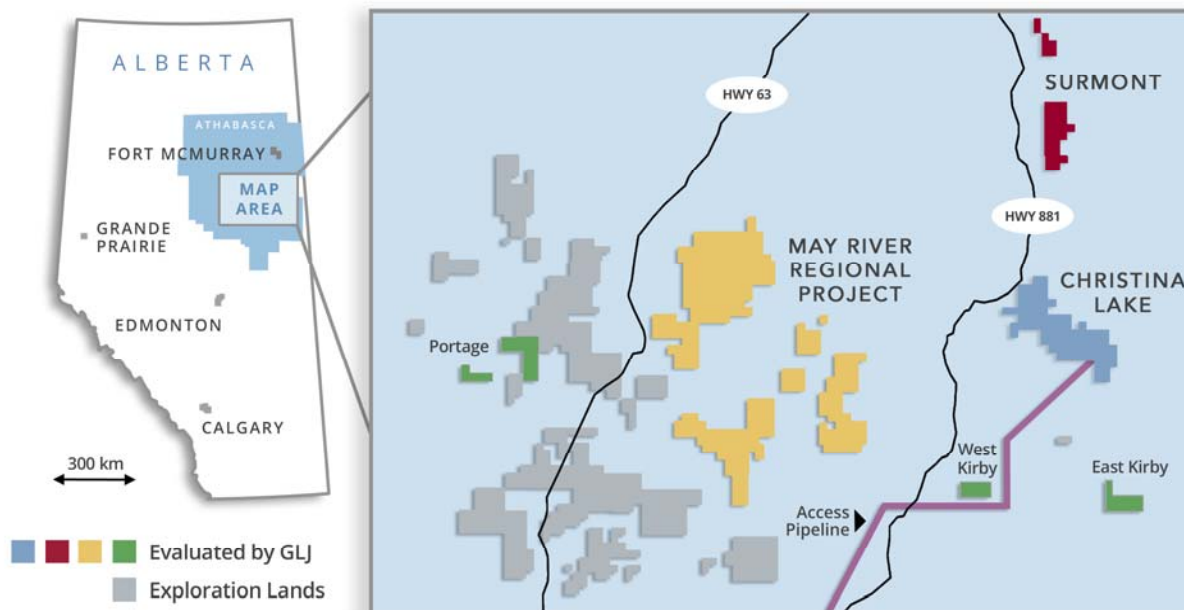 ALBERTA
ATHABASCA
FORT MCMURRAY
MAP
AREA
GRANDE
PRAIRIE
EDMONTON
CALGARY
300 km
Evaluated by GLJ
Exploration Lands
HWY 63
SURMONT
HWY 881
MAY RIVER
REGIONAL
PROJECT
CHRISTINA
LAKE
Portage
West
Kirby
East Kirby
Access
Pipeline